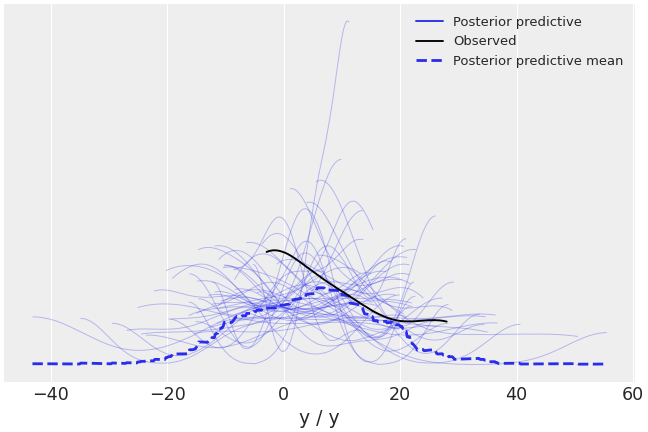 Posterior predictive
Observed
Posterior predictive mean
−40 −20 0 20 40 60
y / y